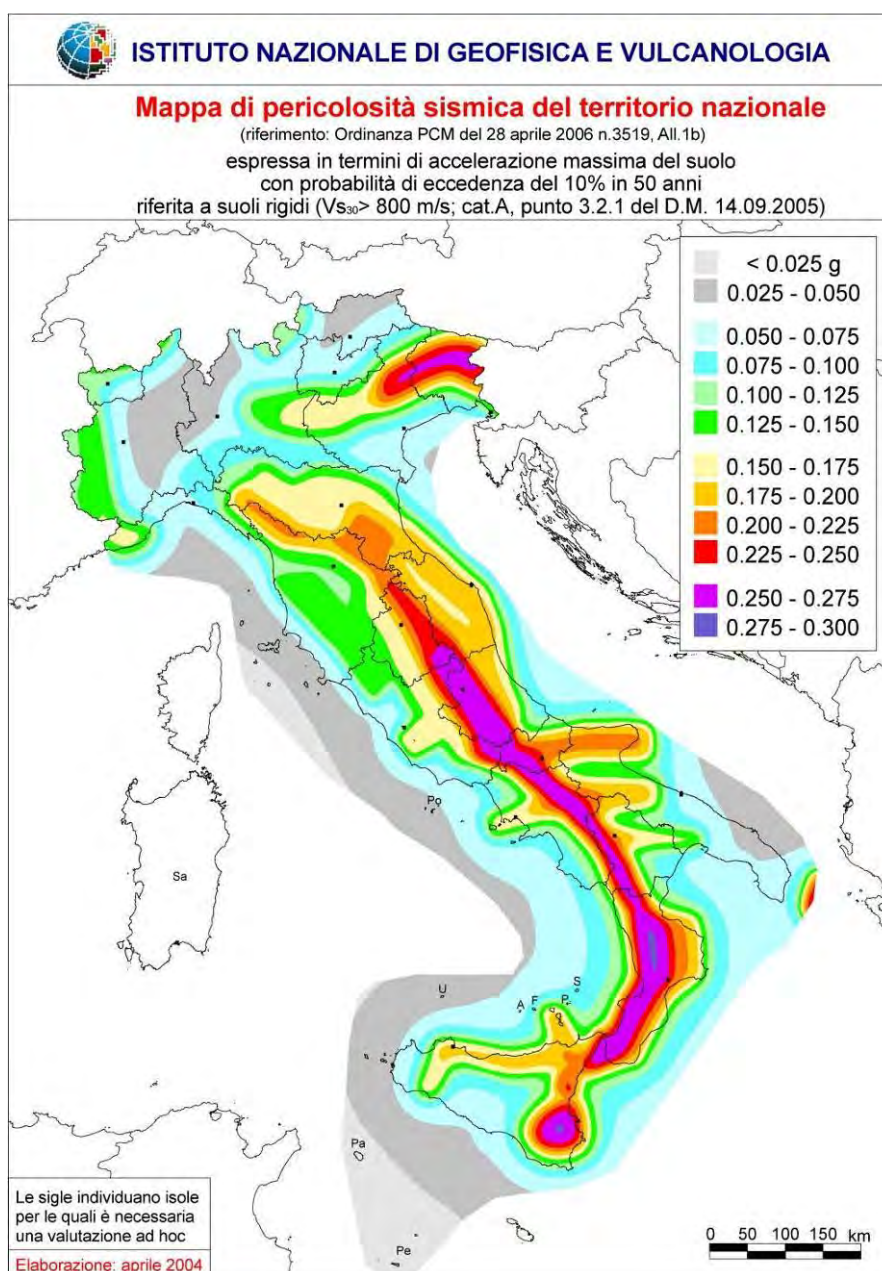 ISTITUTO NAZIONALE DI GEOFISICA E VULCANOLOGIA
Mappa di pericolosità sismica del territorio nazionale
(riferimento: Ordinanza PCM del 28 aprile 2006 n.3519, All.1b)
espressa in termini di accelerazione massima del suolo
con probabilità di eccedenza del 10% in 50 anni
riferita a suoli rigidi (Vs₃₀> 800 m/s; cat.A, punto 3.2.1 del D.M. 14.09.2005)
< 0.025 g
0.025 - 0.050
0.050 - 0.075
0.075 - 0.100
0.100 - 0.125
0.125 - 0.150
0.150 - 0.175
0.175 - 0.200
0.200 - 0.225
0.225 - 0.250
0.250 - 0.275
0.275 - 0.300
Po
Sa
U
A
F
P
S
Pa
Pe
Le sigle individuano isole
per le quali è necessaria
una valutazione ad hoc
Elaborazione: aprile 2004
0 50 100 150 km